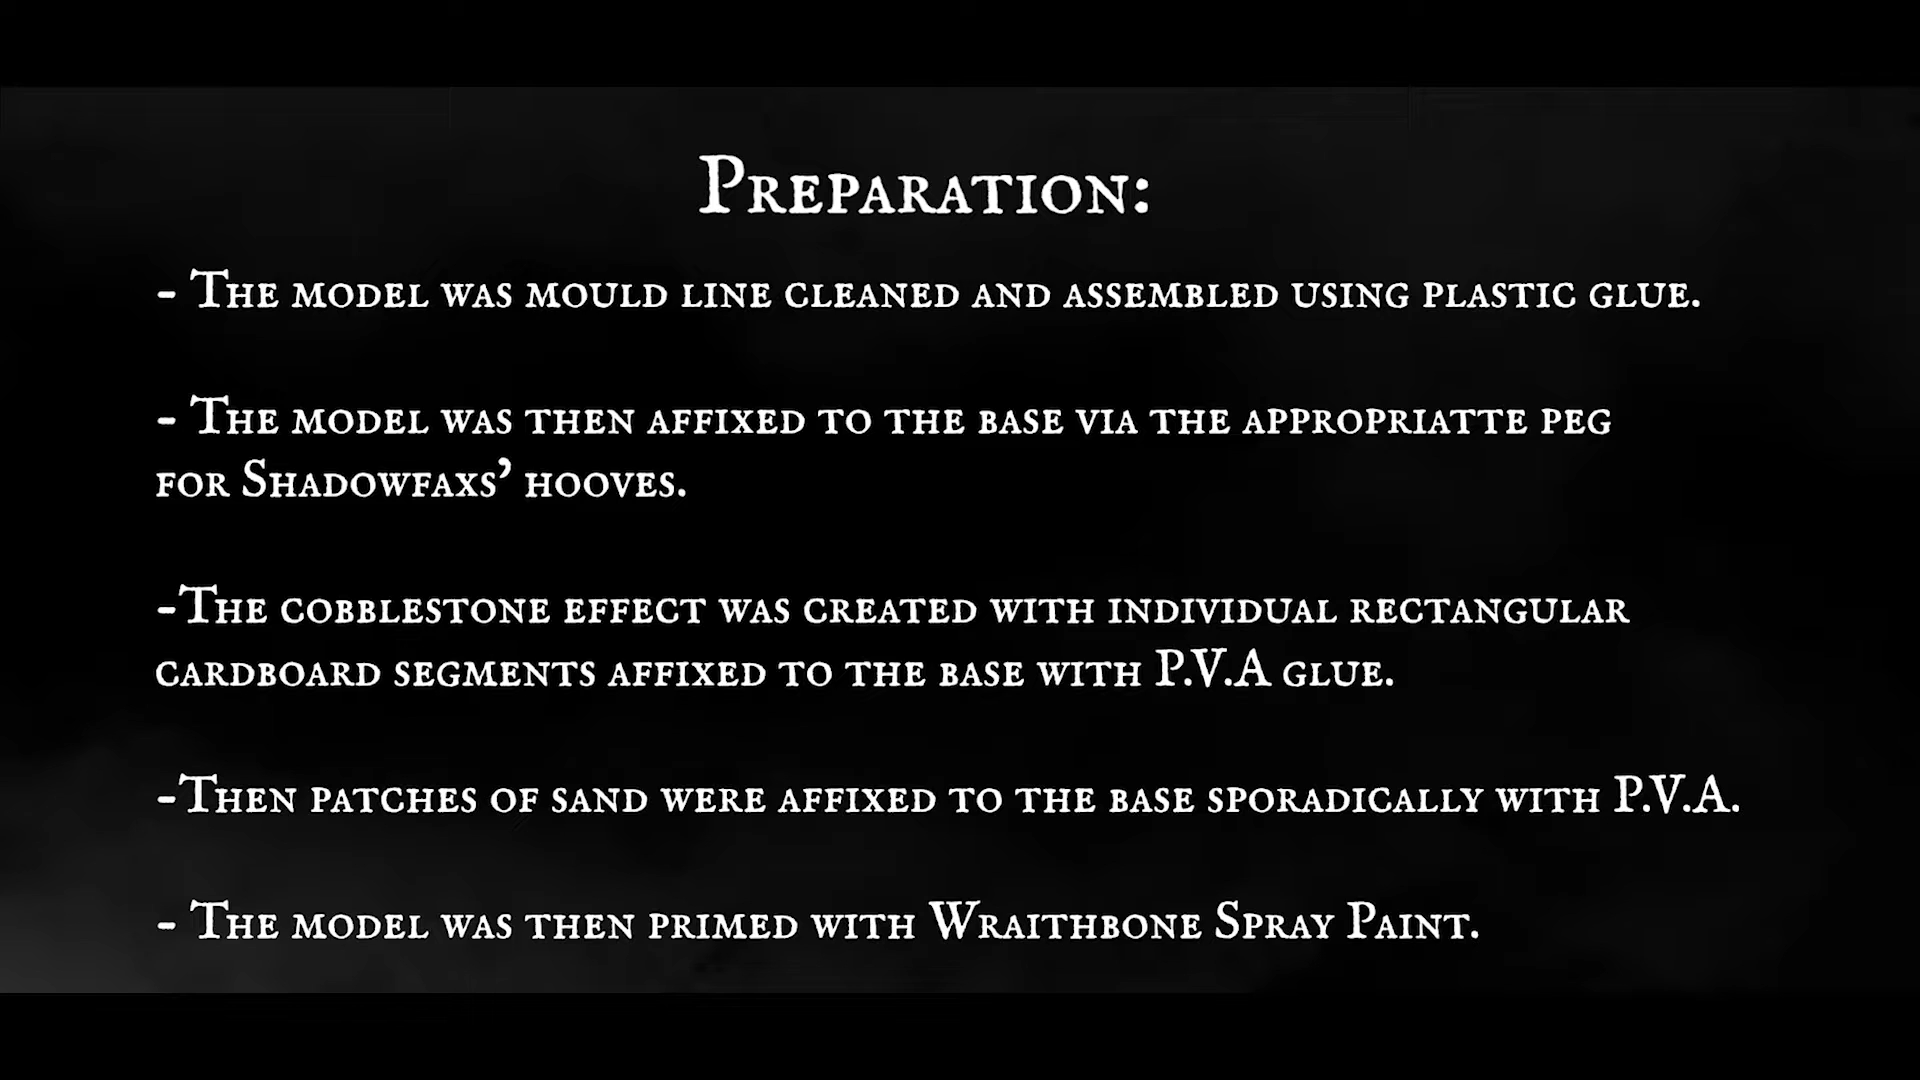 Preparation:
- The model was mould line cleaned and assembled using plastic glue.
- The model was then affixed to the base via the appropriatte peg
for Shadowfaxs' hooves.
-The cobblestone effect was created with individual rectangular
cardboard segments affixed to the base with P.V.A glue.
-Then patches of sand were affixed to the base sporadically with P.V.A.
- The model was then primed with Wraithbone Spray Paint.